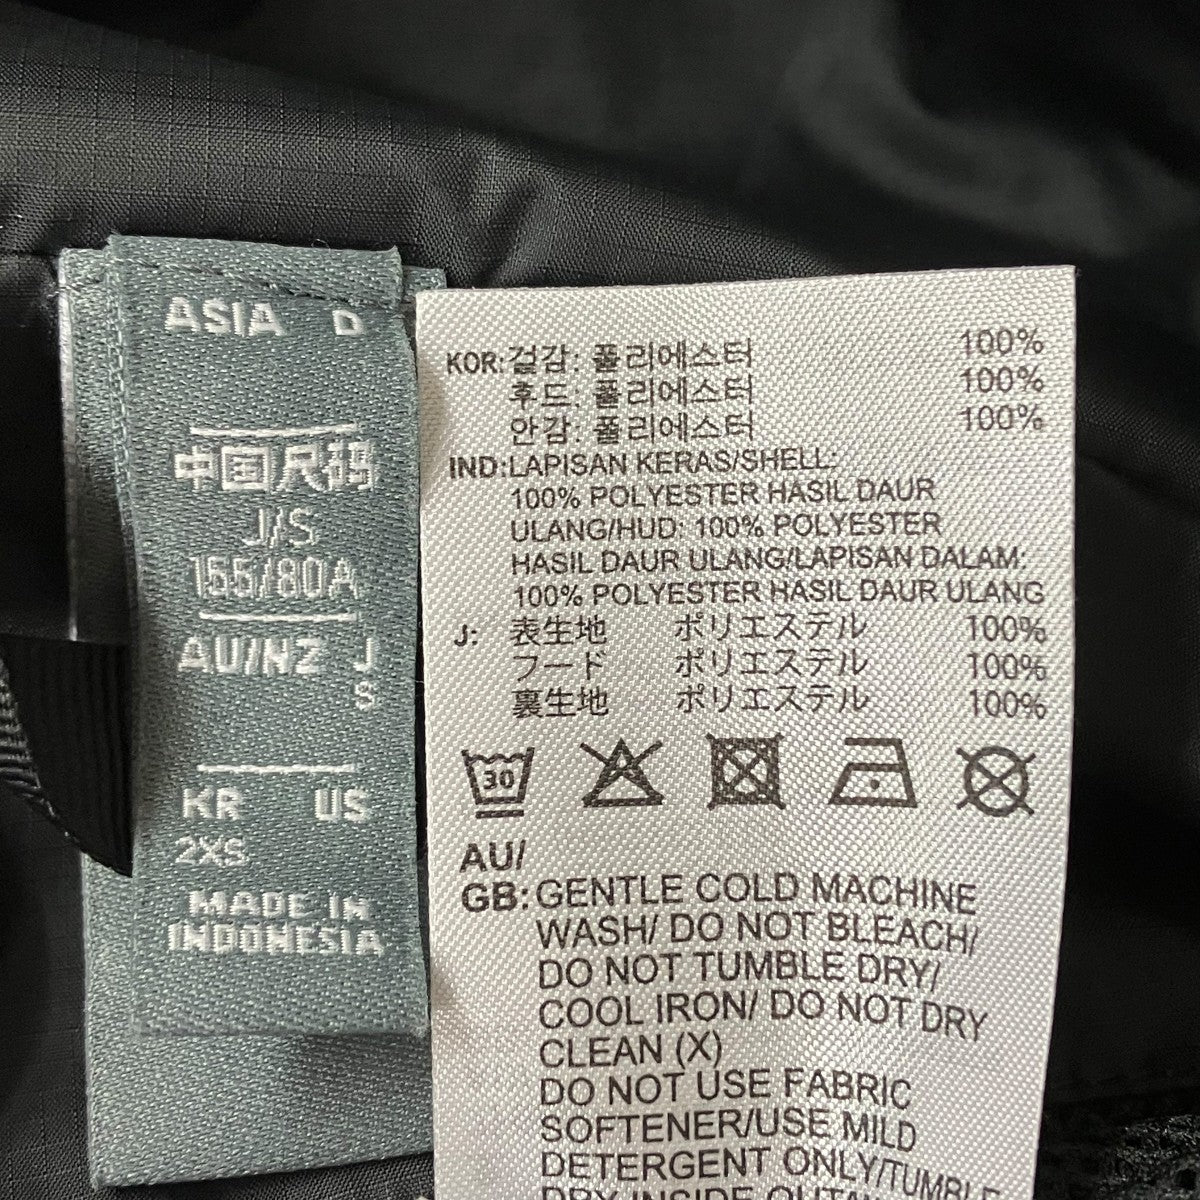 ASIA D
中国尺码
J/S
155/80A
AU/NZ J
S
KR US
2XS
MADE IN
INDONESIA
KOR: 겉감: 폴리에스터 100%
후드: 폴리에스터 100%
안감: 폴리에스터 100%
IND: LAPISAN KERAS/SHELL:
100% POLYESTER HASIL DAUR
ULANG/HUD: 100% POLYESTER
HASIL DAUR ULANG/LAPISAN DALAM:
100% POLYESTER HASIL DAUR ULANG
J: 表生地 ポリエステル 100%
フード ポリエステル 100%
裏生地 ポリエステル 100%
30
AU/
GB: GENTLE COLD MACHINE
WASH/ DO NOT BLEACH/
DO NOT TUMBLE DRY/
COOL IRON/ DO NOT DRY
CLEAN (X)
DO NOT USE FABRIC
SOFTENER/USE MILD
DETERGENT ONLY/TUMBLE
DRY INSIDE OUT